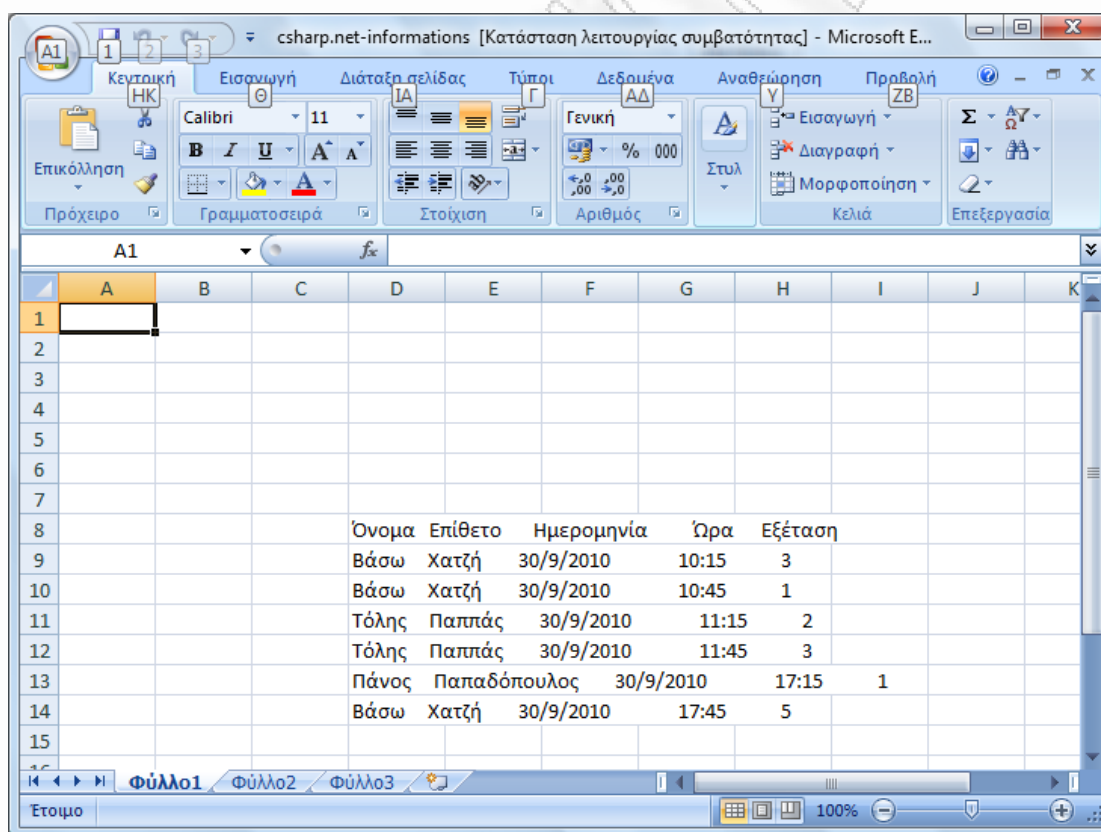 csharp.net-informations [Κατάσταση λειτουργίας συμβατότητας] - Microsoft E...
A1 1 2 3
Κεντρική Εισαγωγή Διάταξη σελίδας Τύποι Δεδομένα Αναθεώρηση Προβολή
ΗΚ Θ ΙΑ Γ ΑΔ Υ ΖΒ
Επικόλληση
Πρόχειρο
Calibri 11
B I U A A
A
Γραμματοσειρά
Στοίχιση
Γενική
% 000
,00 ,00 ,0
Αριθμός
Στυλ
Εισαγωγή
Διαγραφή
Μορφοποίηση
Κελιά
Σ
Επεξεργασία
A1 fx
A B C D E F G H I J K
1
2
3
4
5
6
7
8 Όνομα Επίθετο Ημερομηνία Ώρα Εξέταση
9 Βάσω Χατζή 30/9/2010 10:15 3
10 Βάσω Χατζή 30/9/2010 10:45 1
11 Τόλης Παππάς 30/9/2010 11:15 2
12 Τόλης Παππάς 30/9/2010 11:45 3
13 Πάνος Παπαδόπουλος 30/9/2010 17:15 1
14 Βάσω Χατζή 30/9/2010 17:45 5
15
Φύλλο1 Φύλλο2 Φύλλο3
Έτοιμο 100%